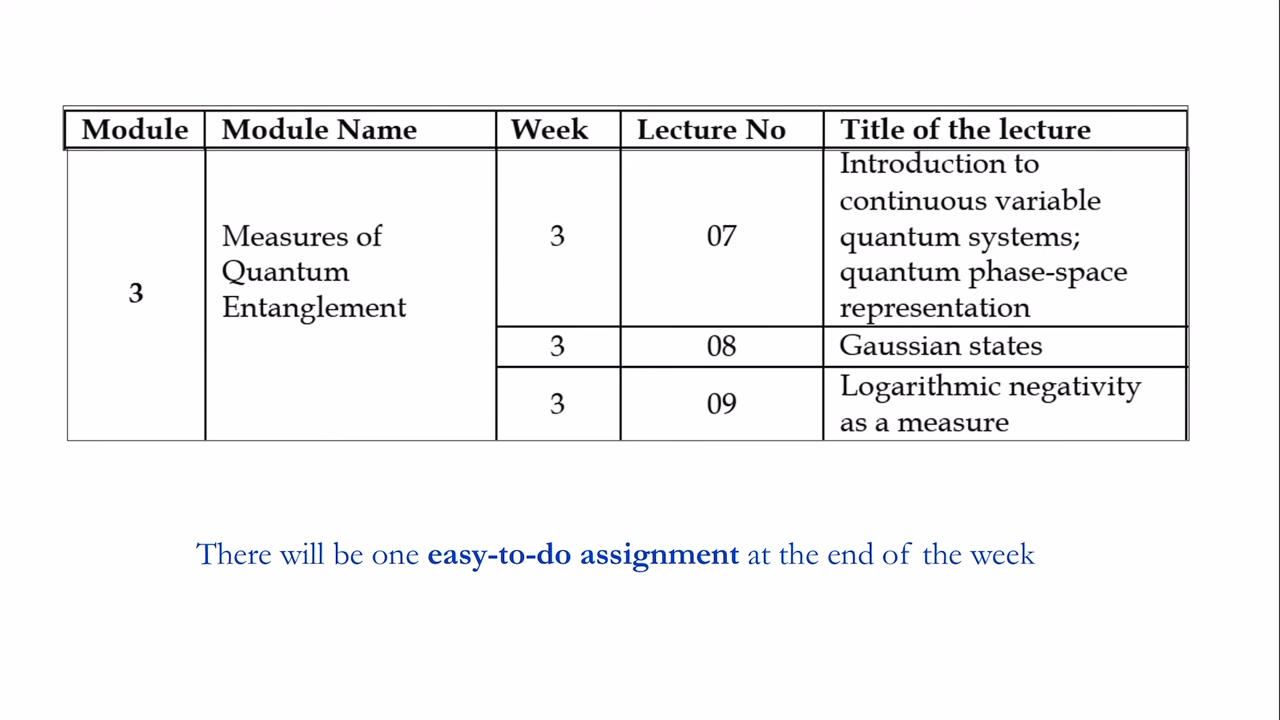 Module Module Name Week Lecture No Title of the lecture
Introduction to
continuous variable
Measures of 3 07 quantum systems;
Quantum quantum phase-space
3
Entanglement representation
3 08 Gaussian states
Logarithmic negativity
3 09
as a measure
There will be one easy-to-do assignment at the end of the week